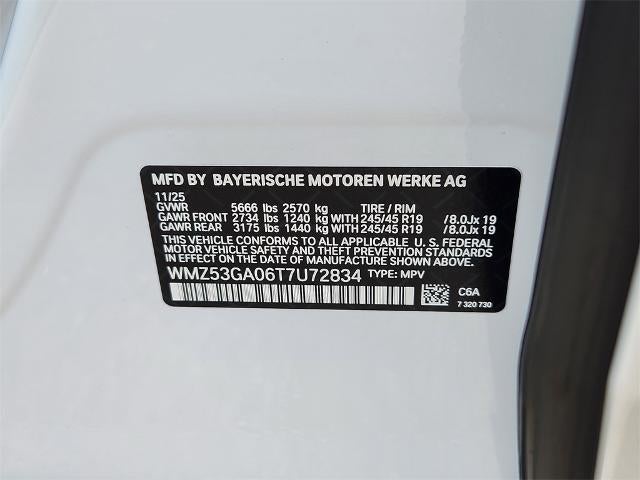 MFD BY BAYERISCHE MOTOREN WERKE AG
11/25
GVWR 5666 lbs 2570 kg TIRE / RIM
GAWR FRONT 2734 lbs 1240 kg WITH 245/45 R19 /8.0Jx 19
GAWR REAR 3175 lbs 1440 kg WITH 245/45 R19 /8.0Jx 19
THIS VEHICLE CONFORMS TO ALL APPLICABLE U. S. FEDERAL
MOTOR VEHICLE SAFETY AND THEFT PREVENTION STANDARDS
IN EFFECT ON THE DATE OF MANUFACTURE SHOWN ABOVE.
WMZ53GA06T7U72834 TYPE: MPV
C6A
7 320 730